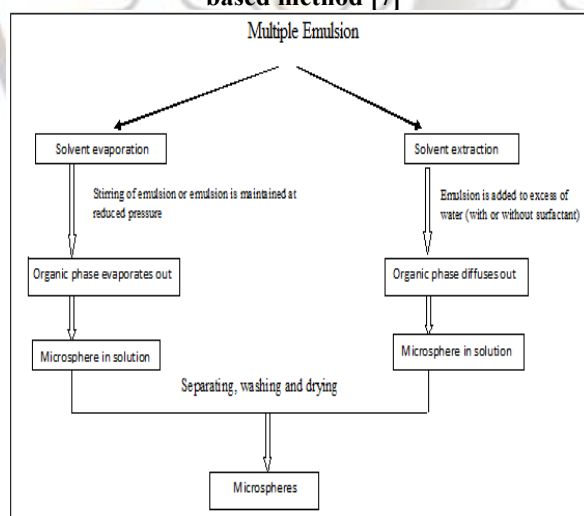 based method [7]
Multiple Emulsion
Solvent evaporation
Solvent extraction
Stirring of emulsion or emulsion is maintained at
reduced pressure
Emulsion is added to excess of
water (with or without surfactant)
Organic phase evaporates out
Organic phase diffuses out
Microsphere in solution
Microsphere in solution
Separating, washing and drying
Microspheres